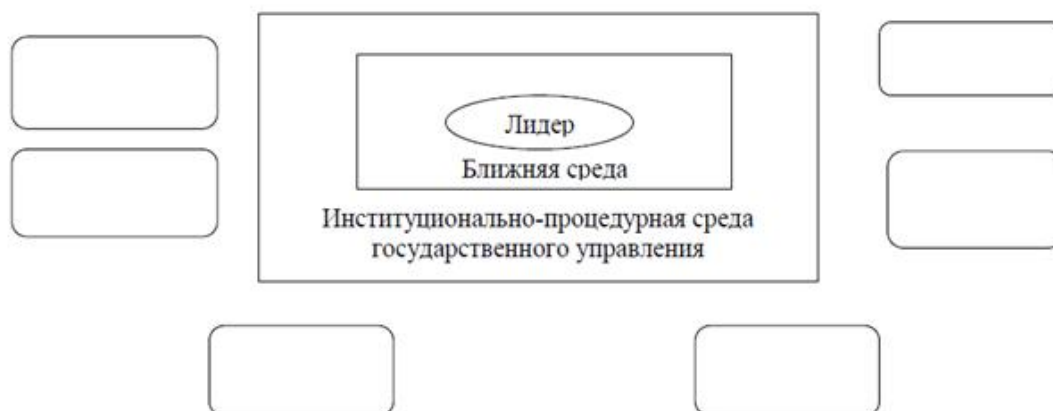 Лидер
Ближняя среда
Институционально-процедурная среда
государственного управления